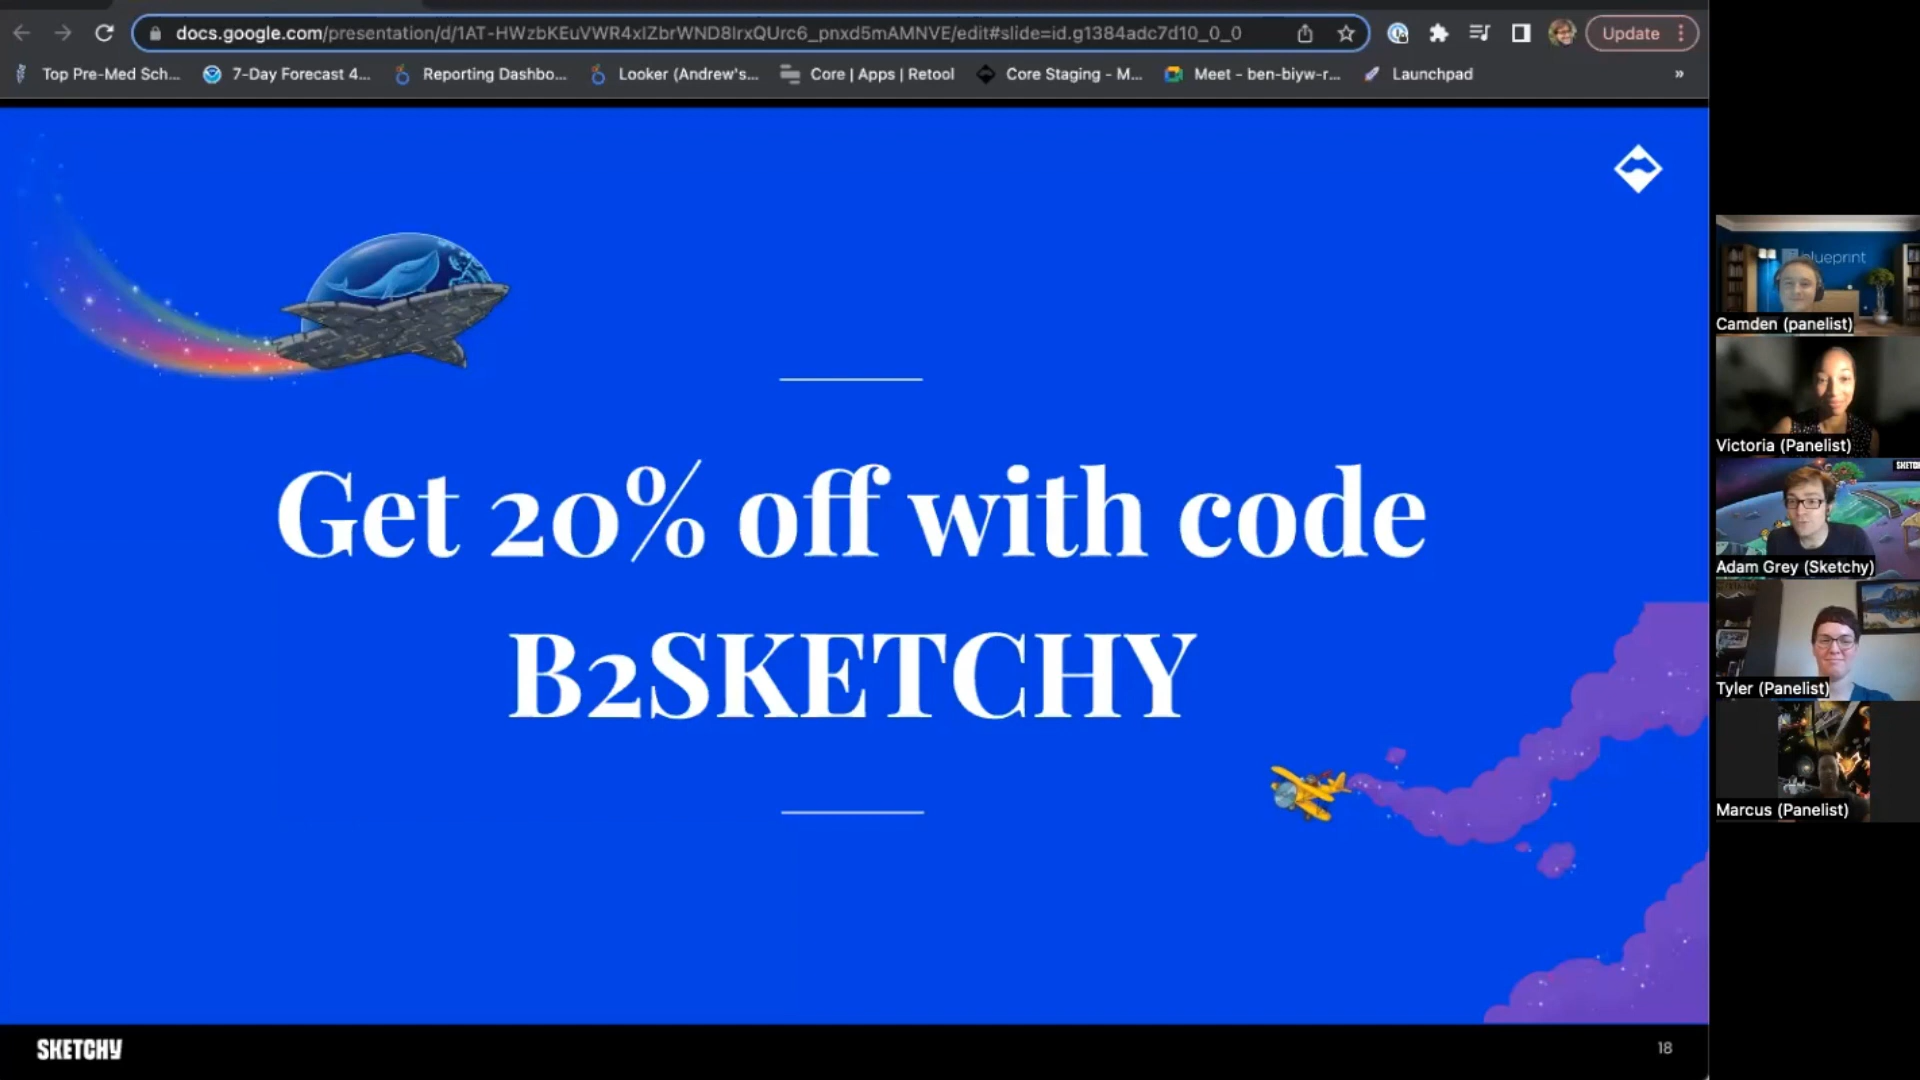 docs.google.com/presentation/d/1AT-HWzbKEuVWR4xIZbrWND8IrxQUrc6_pnxd5mAMNVE/edit#slide=id.g1384adc7d10_0_0
Update
Top Pre-Med Sch...
7-Day Forecast 4...
Reporting Dashbo...
Looker (Andrew's...
Core | Apps | Retool
Core Staging - M...
Meet - ben-biyw-r...
Launchpad
»
Get 20% off with code
B2SKETCHY
SKETCHY
18
blueprint
Camden (panelist)
Victoria (Panelist)
Adam Grey (Sketchy)
Tyler (Panelist)
Marcus (Panelist)